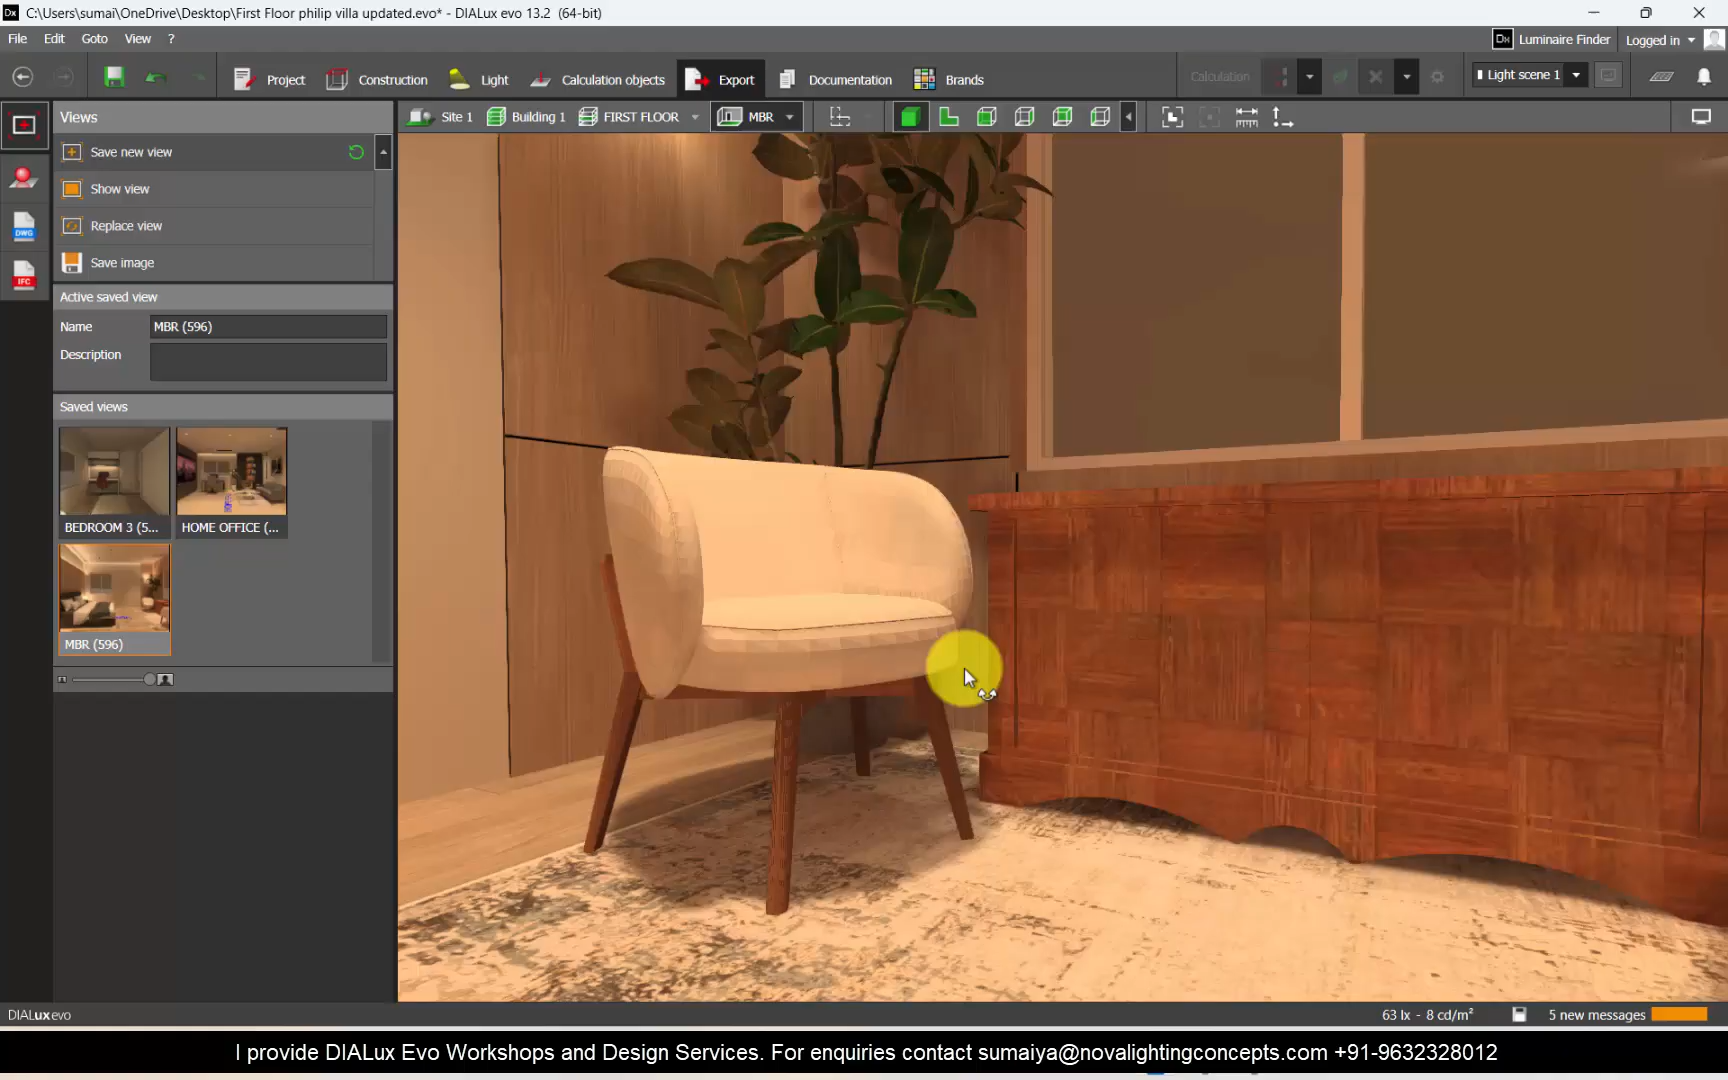 C:\Users\sumai\OneDrive\Desktop\First Floor philip villa updated.evo* - DIALux evo 13.2 (64-bit)
File Edit Goto View ?
Luminaire Finder
Logged in
Project
Construction
Light
Calculation objects
Export
Documentation
Brands
Calculation
Light scene 1
Views
Site 1
Building 1
FIRST FLOOR
MBR
Save new view
Show view
Replace view
DWG
Save image
IFC
Active saved view
Name
MBR (596)
Description
Saved views
BEDROOM 3 (5...
HOME OFFICE (...
MBR (596)
DIALux evo
63 lx - 8 cd/m²
5 new messages
I provide DIALux Evo Workshops and Design Services. For enquiries contact sumaiya@novalightingconcepts.com +91-9632328012